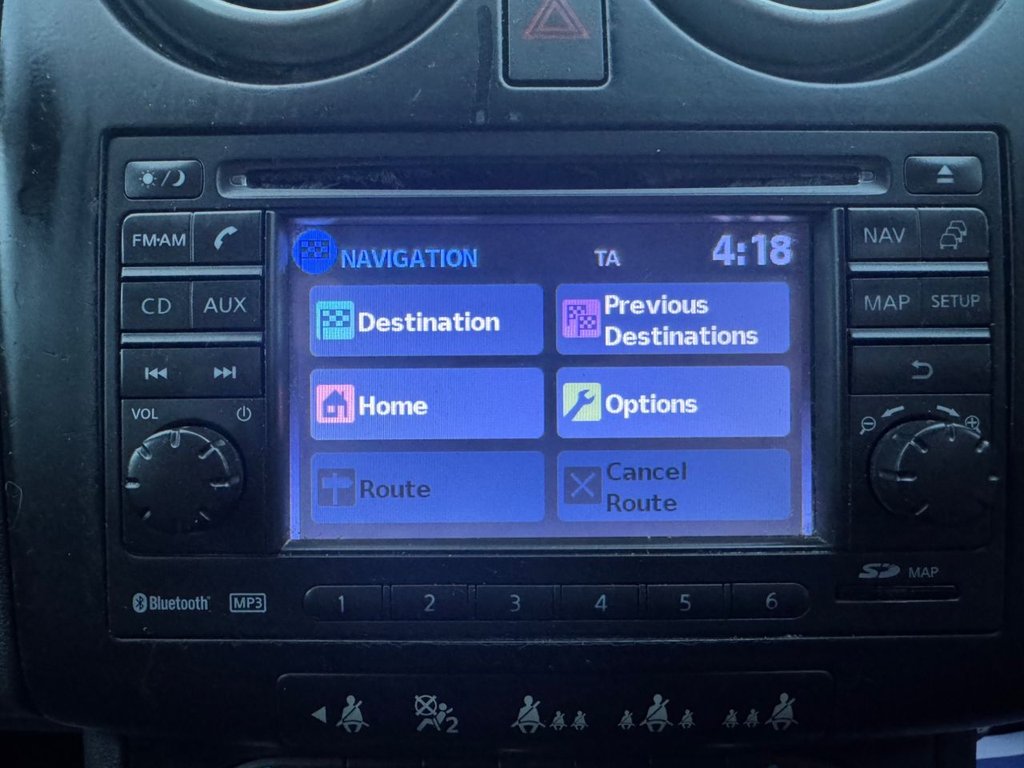 FM·AM
NAV
CD
AUX
MAP
SETUP
VOL
NAVIGATION
TA
4:18
Destination
Previous
Destinations
Home
Options
Route
Cancel
Route
SD MAP
Bluetooth
MP3
1
2
3
4
5
6
2